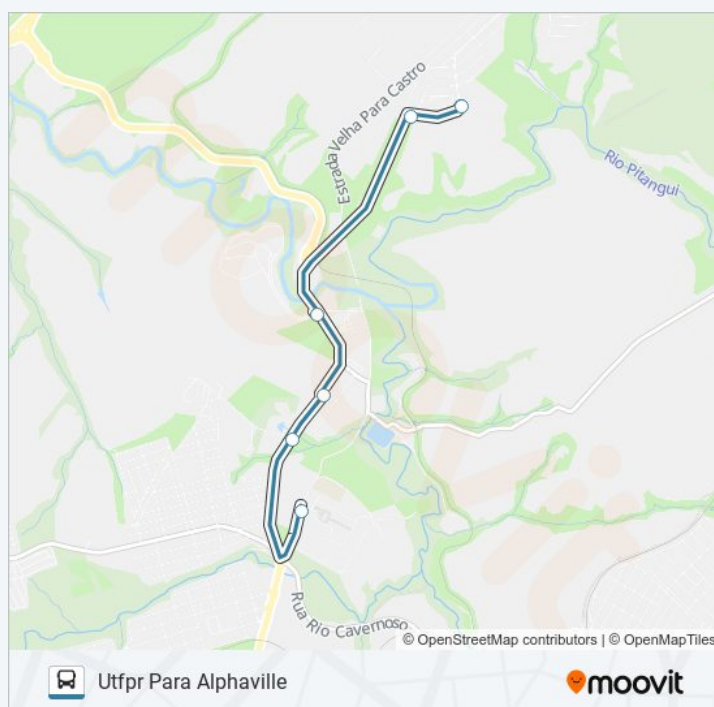 Estrada Velha Para Castro
Rio Pitangui
Rua Rio Cavernoso
© OpenStreetMap contributors | © OpenMapTiles
Utfpr Para Alphaville
moovit